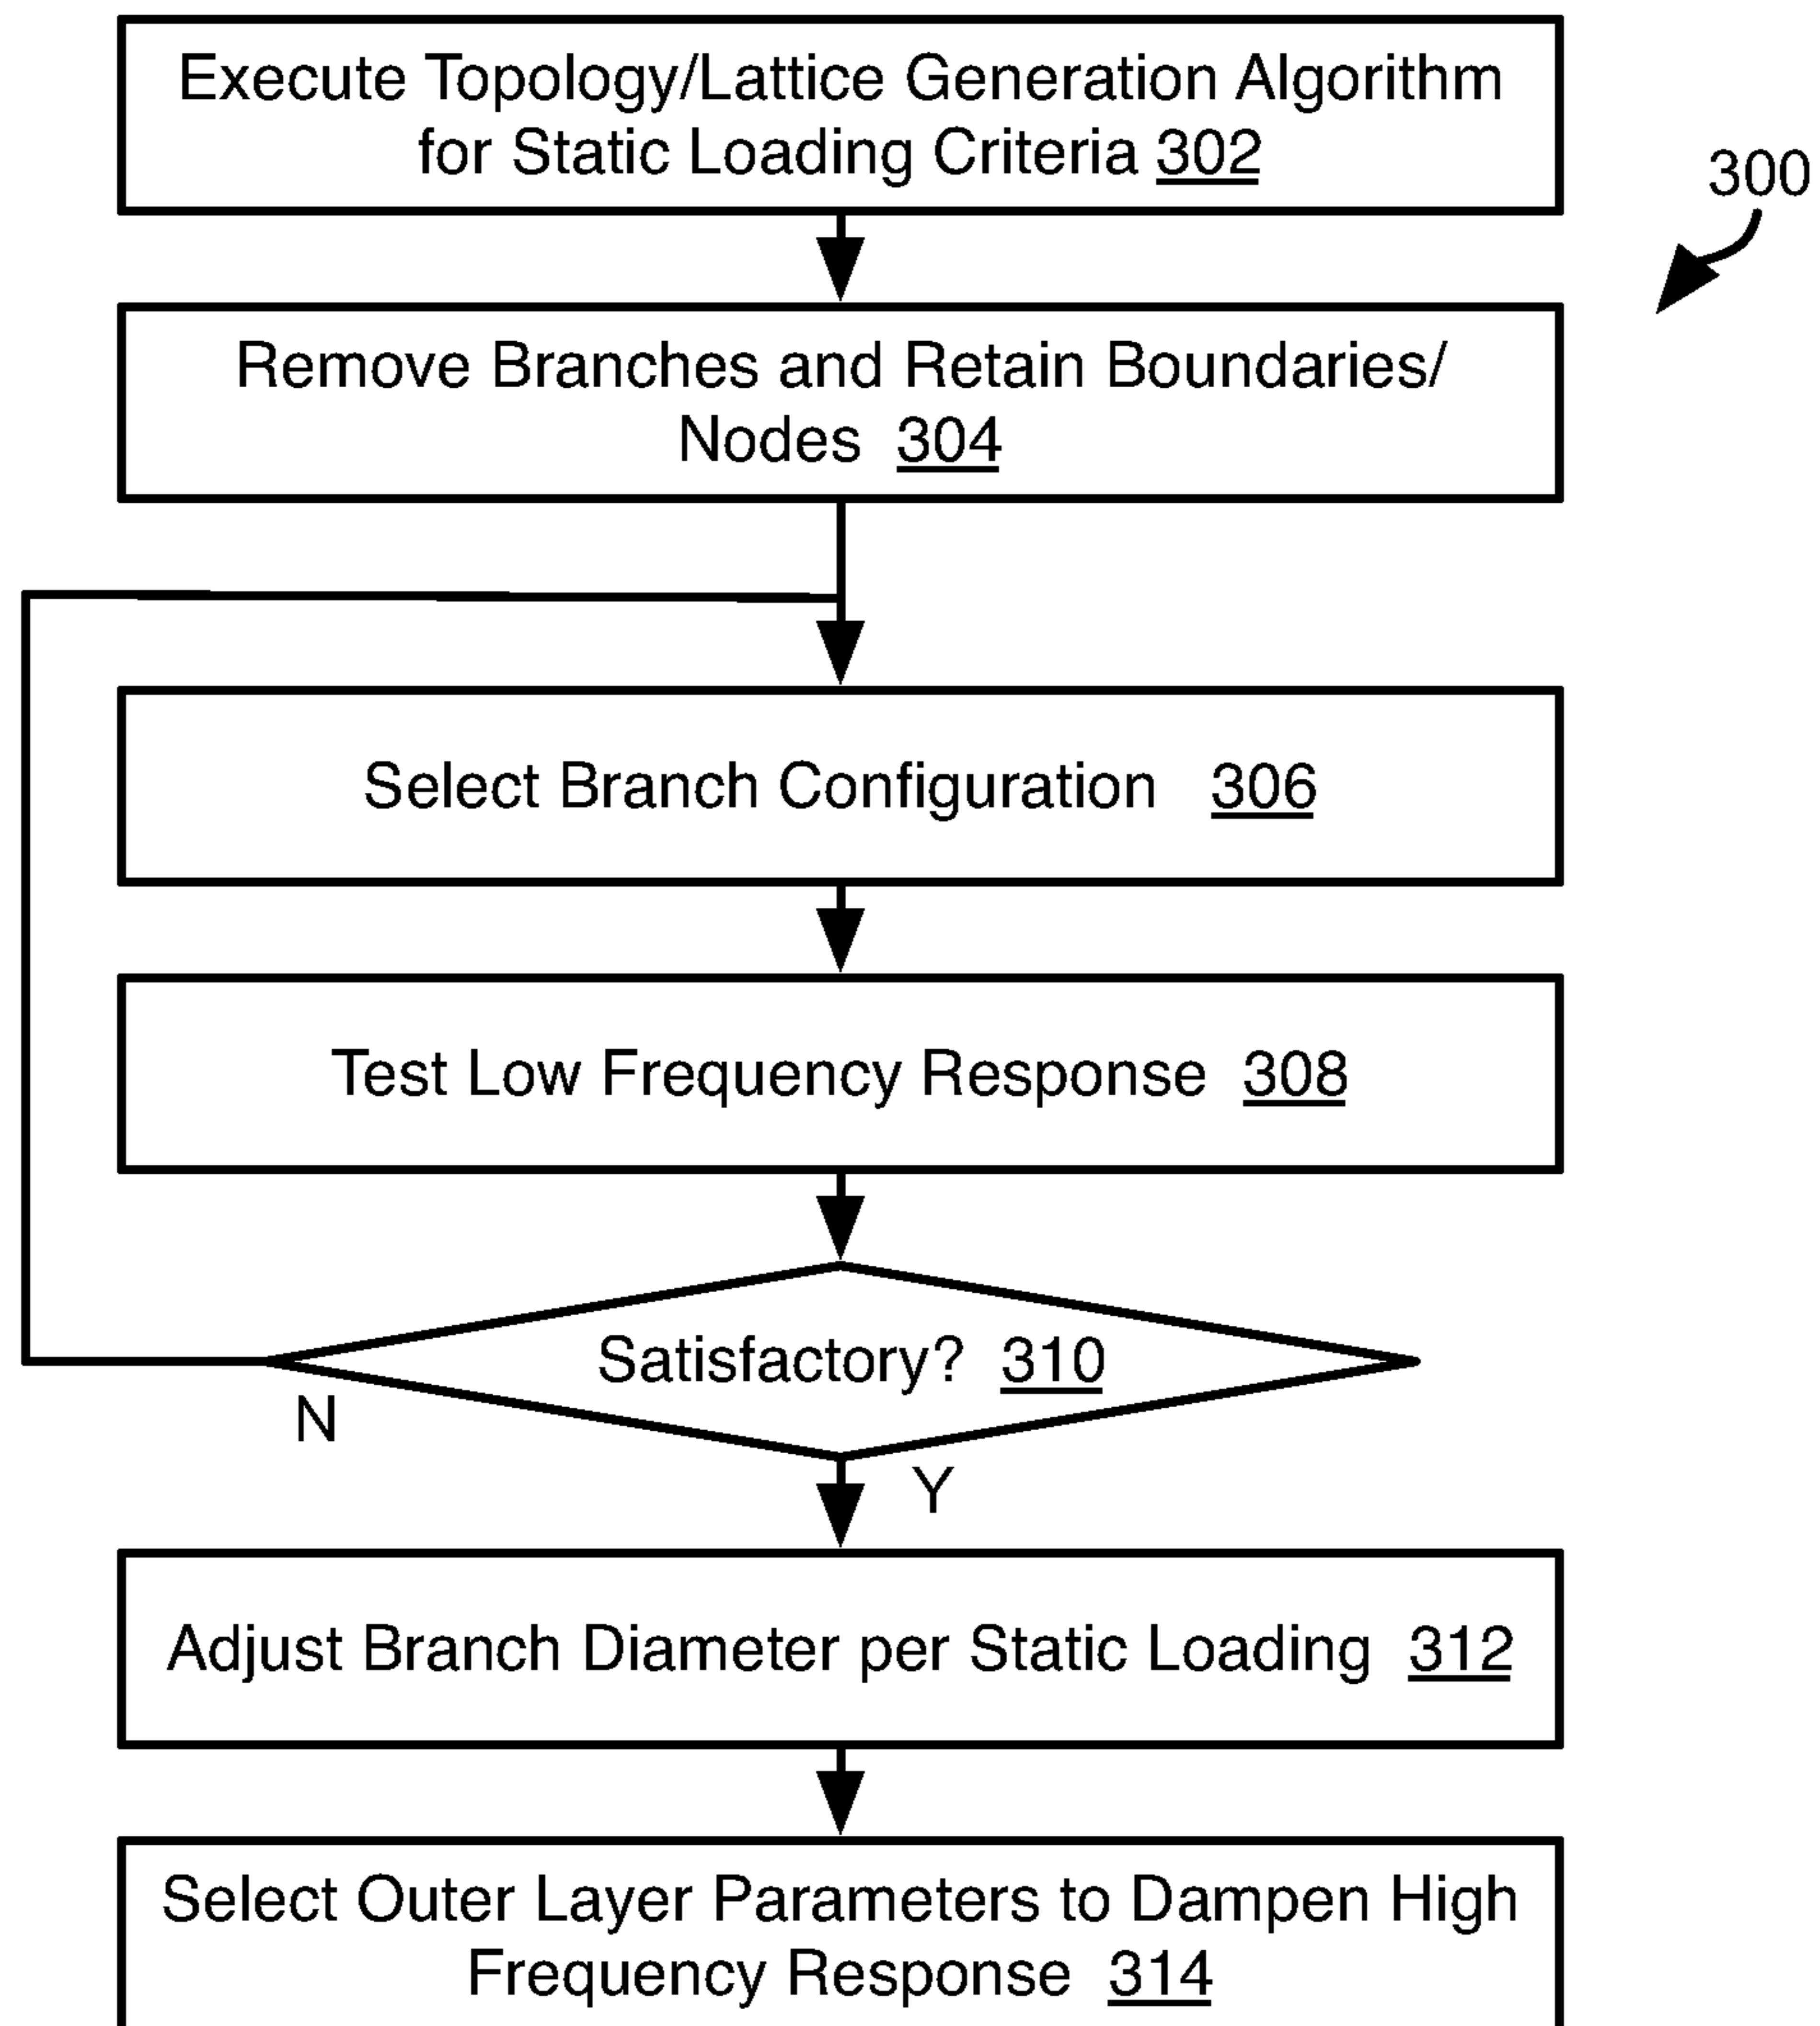 Execute Topology/Lattice Generation Algorithm
for Static Loading Criteria 302
300
Remove Branches and Retain Boundaries/
Nodes 304
Select Branch Configuration 306
Test Low Frequency Response 308
Satisfactory? 310
N
Y
Adjust Branch Diameter per Static Loading 312
Select Outer Layer Parameters to Dampen High
Frequency Response 314